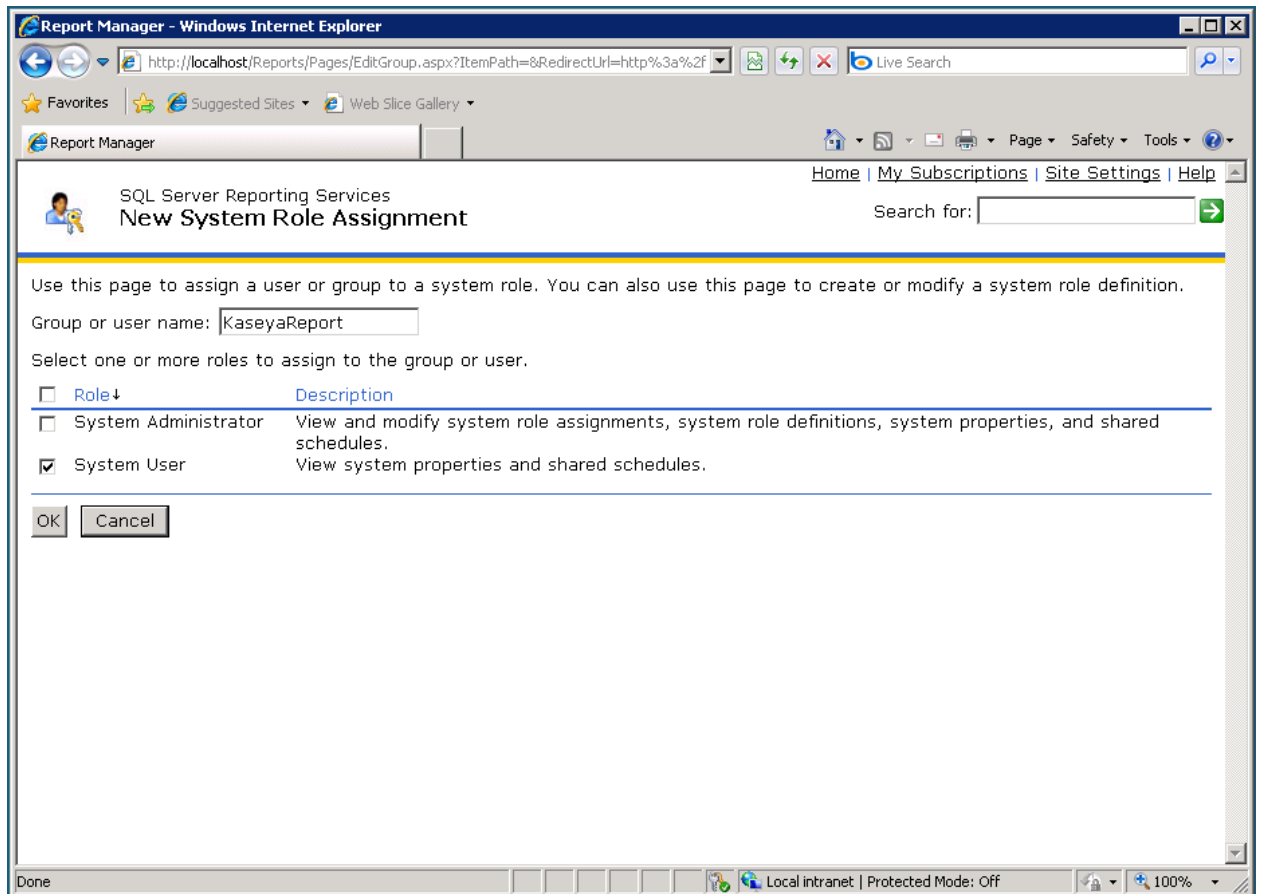 Report Manager - Windows Internet Explorer
http://localhost/Reports/Pages/EditGroup.aspx?ItemPath=&RedirectUrl=http%3a%2f
Live Search
Favorites
Suggested Sites
Web Slice Gallery
Report Manager
Page
Safety
Tools
Home | My Subscriptions | Site Settings | Help
SQL Server Reporting Services
New System Role Assignment
Search for:
Use this page to assign a user or group to a system role. You can also use this page to create or modify a system role definition.
Group or user name: KaseyaReport
Select one or more roles to assign to the group or user.
Role↓ Description
System Administrator View and modify system role assignments, system role definitions, system properties, and shared
schedules.
System User View system properties and shared schedules.
OK Cancel
Done
Local intranet | Protected Mode: Off
100%